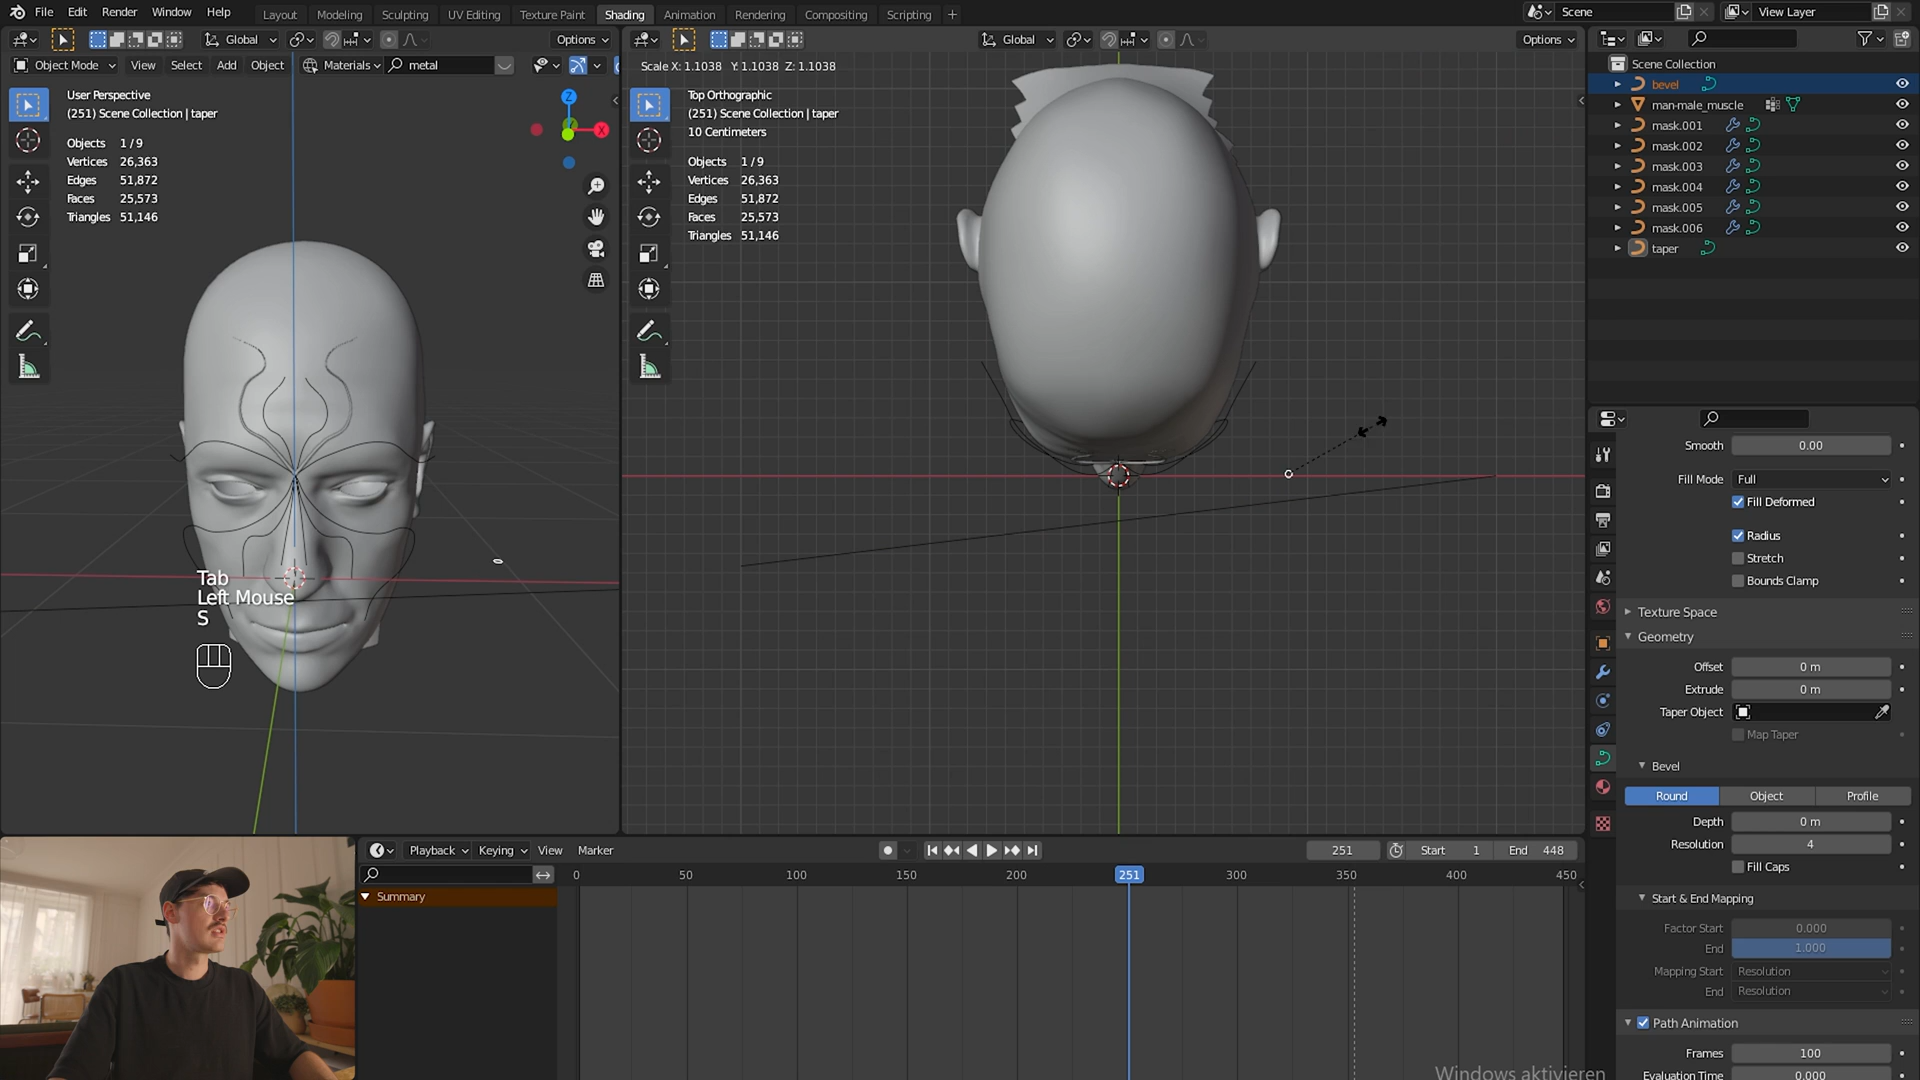 File Edit Render Window Help Layout Modeling Sculpting UV Editing Texture Paint Shading Animation Rendering Compositing Scripting + Scene View Layer
Global Options
Global Options
Object Mode View Select Add Object Materials metal
Scale X: 1.1038 Y: 1.1038 Z: 1.1038
User Perspective
(251) Scene Collection | taper
Objects 1 / 9
Vertices 26,363
Edges 51,872
Faces 25,573
Triangles 51,146
Z
X
Tab
Left Mouse
S
Top Orthographic
(251) Scene Collection | taper
10 Centimeters
Objects 1 / 9
Vertices 26,363
Edges 51,872
Faces 25,573
Triangles 51,146
Scene Collection
bevel
man-male_muscle
mask.001
mask.002
mask.003
mask.004
mask.005
mask.006
taper
Smooth 0.00
Fill Mode Full
Fill Deformed
Radius
Stretch
Bounds Clamp
Texture Space
Geometry
Offset 0 m
Extrude 0 m
Taper Object
Map Taper
Bevel
Round Object Profile
Depth 0 m
Resolution 4
Fill Caps
Start & End Mapping
Factor Start 0.000
End 1.000
Mapping Start Resolution
End Resolution
Path Animation
Frames 100
Evaluation Time 0.000
Playback Keying View Marker 251 Start 1 End 448
0 50 100 150 200 251 300 350 400 450
Summary
Windows aktivieren